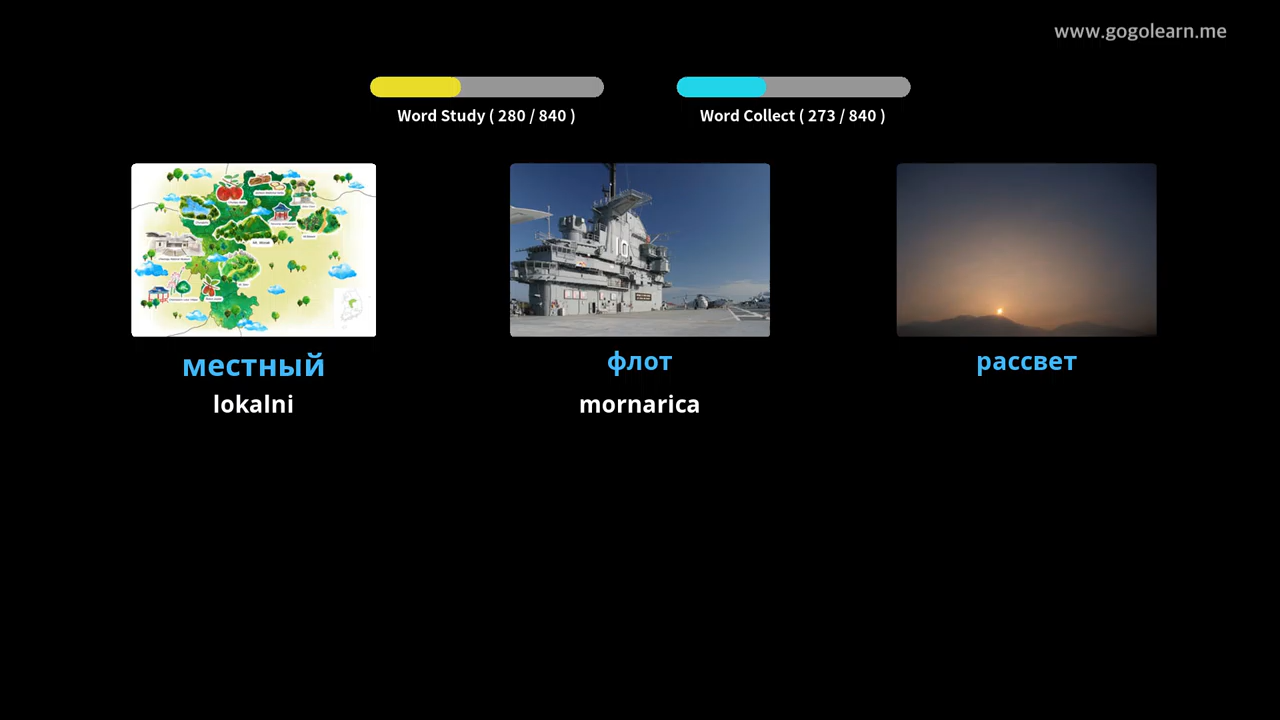 www.gogolearn.me
Word Study ( 280 / 840 )
Word Collect ( 273 / 840 )
местный
lokalni
флот
mornarica
рассвет